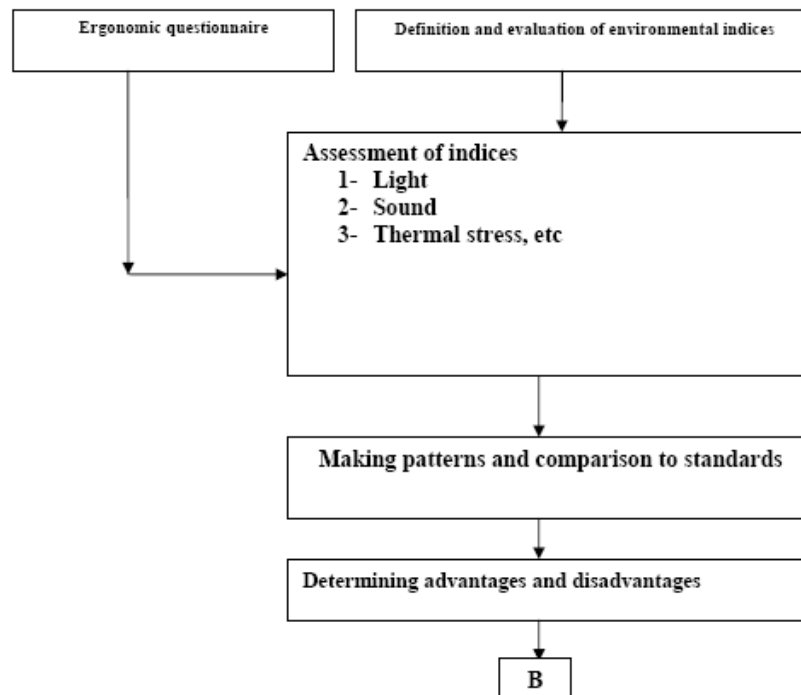 Ergonomic questionnaire
Definition and evaluation of environmental indices
Assessment of indices
1- Light
2- Sound
3- Thermal stress, etc
Making patterns and comparison to standards
Determining advantages and disadvantages
B